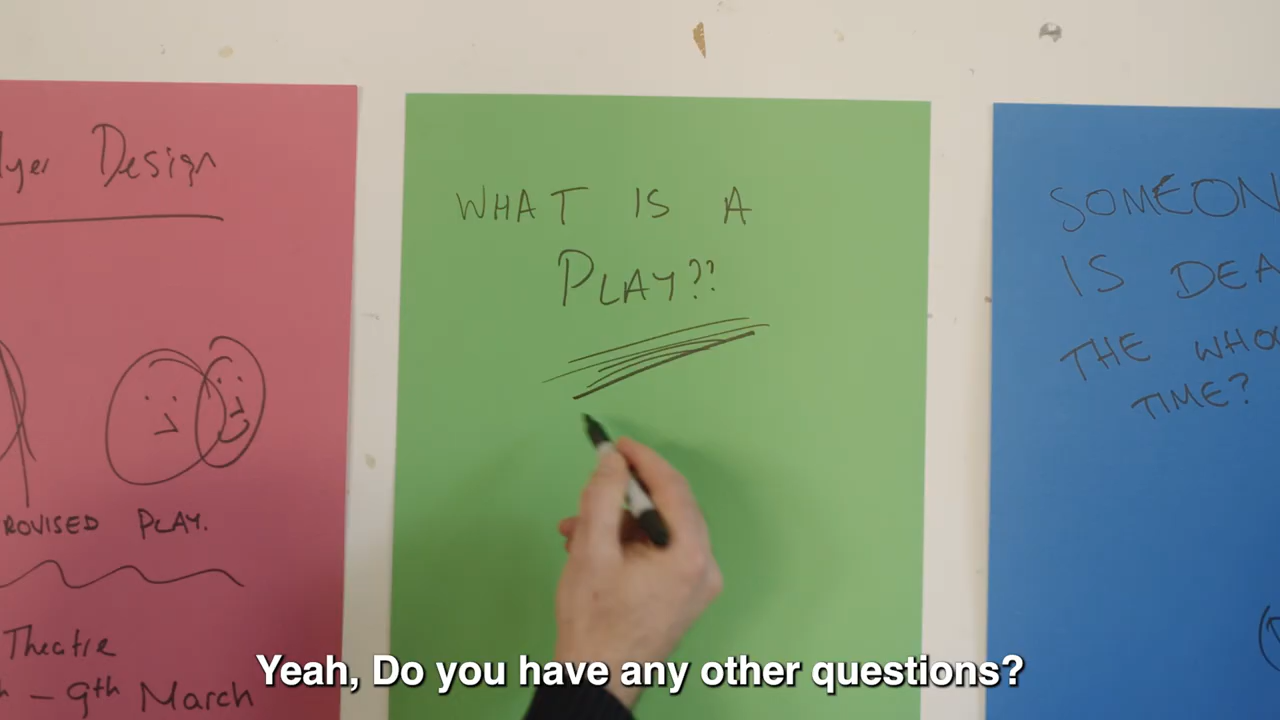 lyer Design
ROVISED PLAY.
Theatre
h - 9th March
WHAT IS A
PLAY??
SOMEON
IS DEA
THE WHO
TIME?
Yeah, Do you have any other questions?